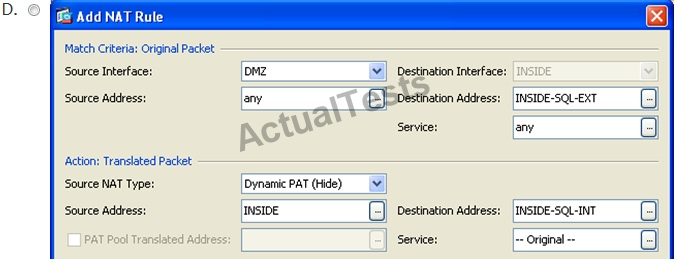 D.
Add NAT Rule
Match Criteria: Original Packet
Source Interface: DMZ Destination Interface: INSIDE
Source Address: any ... Destination Address: INSIDE-SQL-EXT ...
Service: any ...
ActualTests
Action: Translated Packet
Source NAT Type: Dynamic PAT (Hide)
Source Address: INSIDE ... Destination Address: INSIDE-SQL-INT ...
PAT Pool Translated Address: ... Service: -- Original -- ...